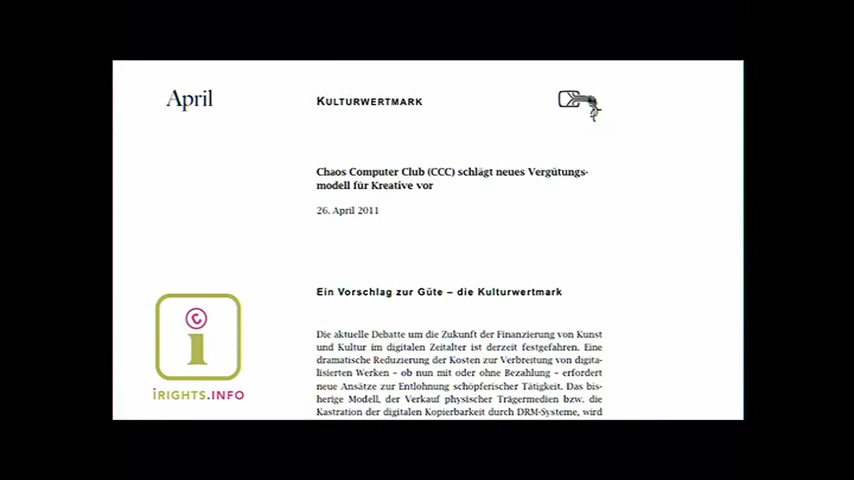 April
KULTURWERTMARK
Chaos Computer Club (CCC) schlägt neues Vergütungs-
modell für Kreative vor
26. April 2011
Ein Vorschlag zur Güte – die Kulturwertmark
Die aktuelle Debatte um die Zukunft der Finanzierung von Kunst
und Kultur im digitalen Zeitalter ist derzeit festgefahren. Eine
dramatische Reduzierung der Kosten zur Verbreitung von digita-
lisierten Werken – ob nun mit oder ohne Bezahlung – erfordert
neue Ansätze zur Entlohnung schöpferischer Tätigkeit. Das bis-
herige Modell, der Verkauf physischer Trägermedien bzw. die
Kastration der digitalen Kopierbarkeit durch DRM-Systeme, wird
©
i
iRIGHTS.INFO